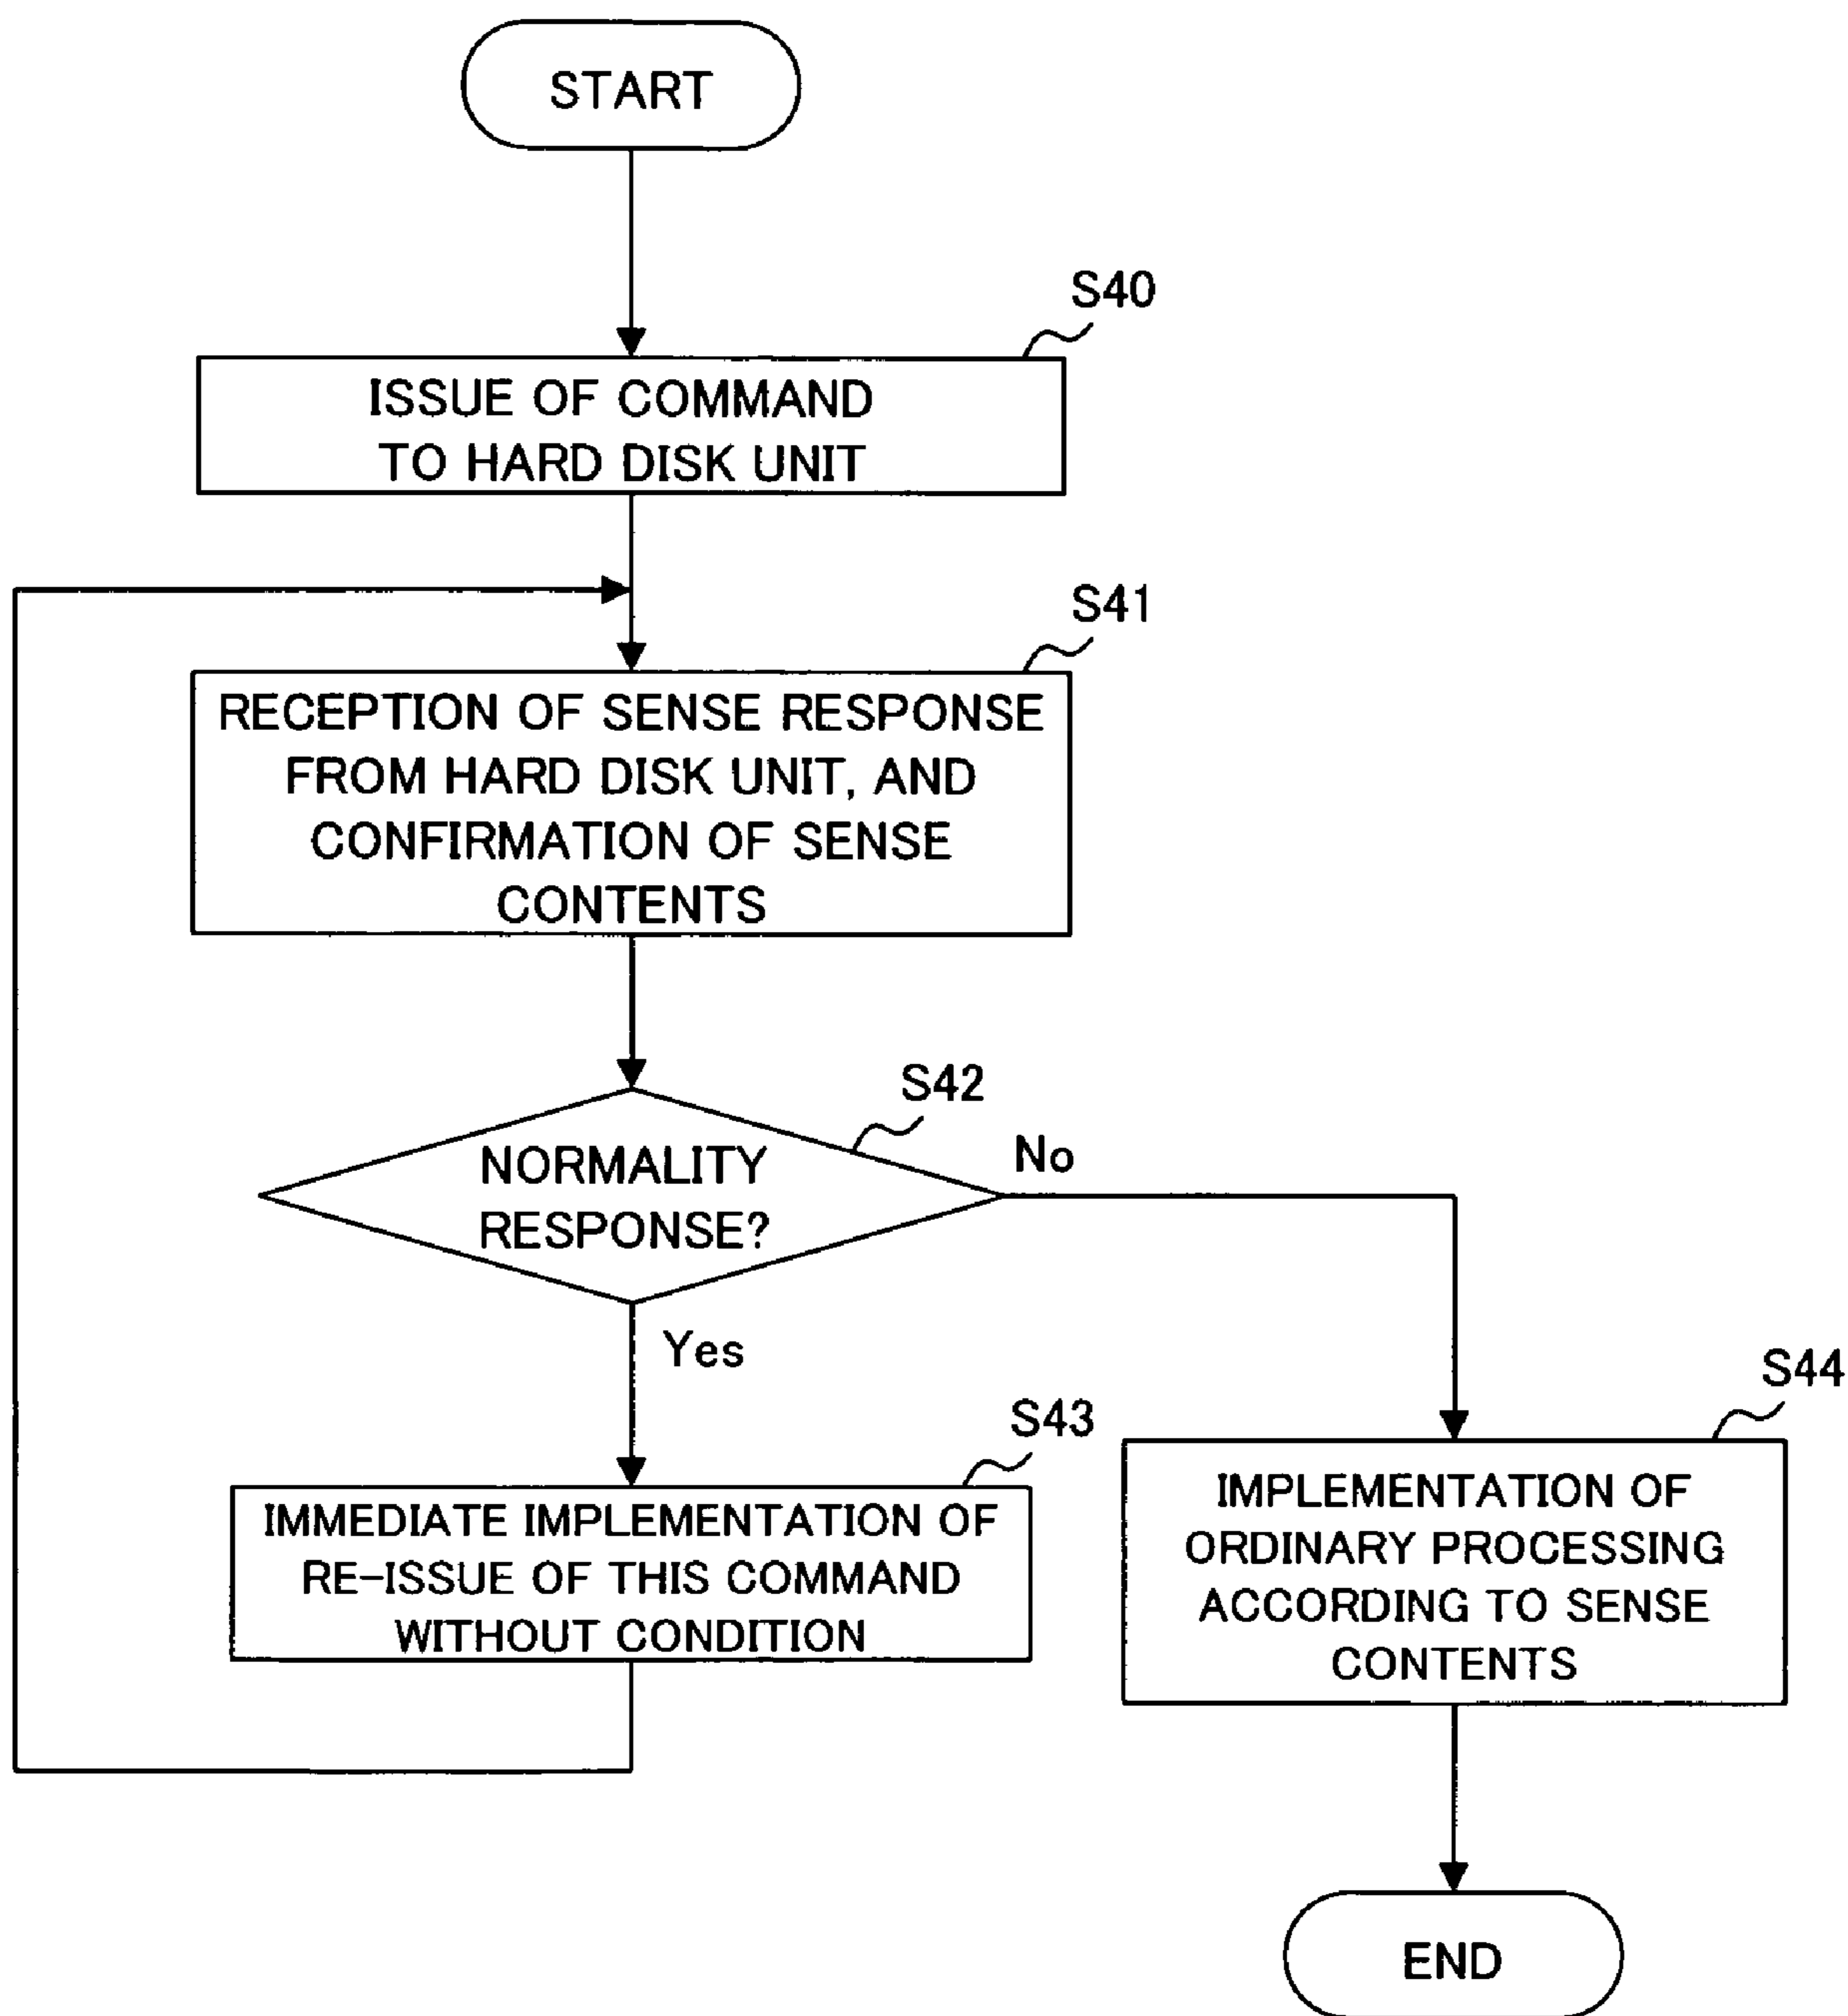 START
S40
ISSUE OF COMMAND
TO HARD DISK UNIT
S41
RECEPTION OF SENSE RESPONSE
FROM HARD DISK UNIT, AND
CONFIRMATION OF SENSE
CONTENTS
S42
NORMALITY
RESPONSE?
No
Yes
S43
IMMEDIATE IMPLEMENTATION OF
RE-ISSUE OF THIS COMMAND
WITHOUT CONDITION
S44
IMPLEMENTATION OF
ORDINARY PROCESSING
ACCORDING TO SENSE
CONTENTS
END